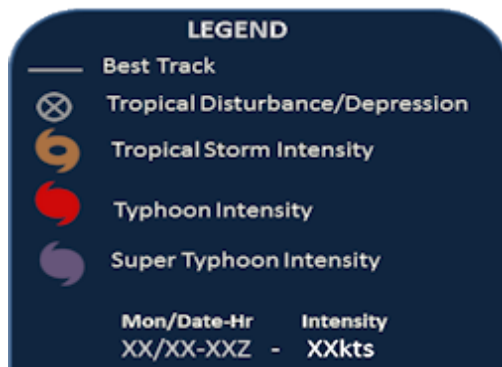 LEGEND
Best Track
Tropical Disturbance/Depression
Tropical Storm Intensity
Typhoon Intensity
Super Typhoon Intensity
Mon/Date-Hr Intensity
XX/XX-XXZ - XXkts